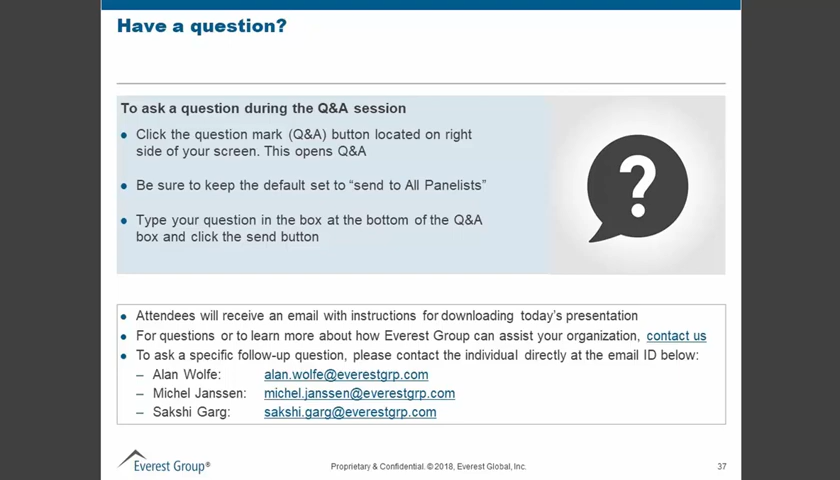 Have a question?
To ask a question during the Q&A session
● Click the question mark (Q&A) button located on right
side of your screen. This opens Q&A
● Be sure to keep the default set to “send to All Panelists”
● Type your question in the box at the bottom of the Q&A
box and click the send button
?
● Attendees will receive an email with instructions for downloading today’s presentation
● For questions or to learn more about how Everest Group can assist your organization, contact us
● To ask a specific follow-up question, please contact the individual directly at the email ID below:
– Alan Wolfe: alan.wolfe@everestgrp.com
– Michel Janssen: michel.janssen@everestgrp.com
– Sakshi Garg: sakshi.garg@everestgrp.com
Everest Group® Proprietary & Confidential. © 2018, Everest Global, Inc. 37